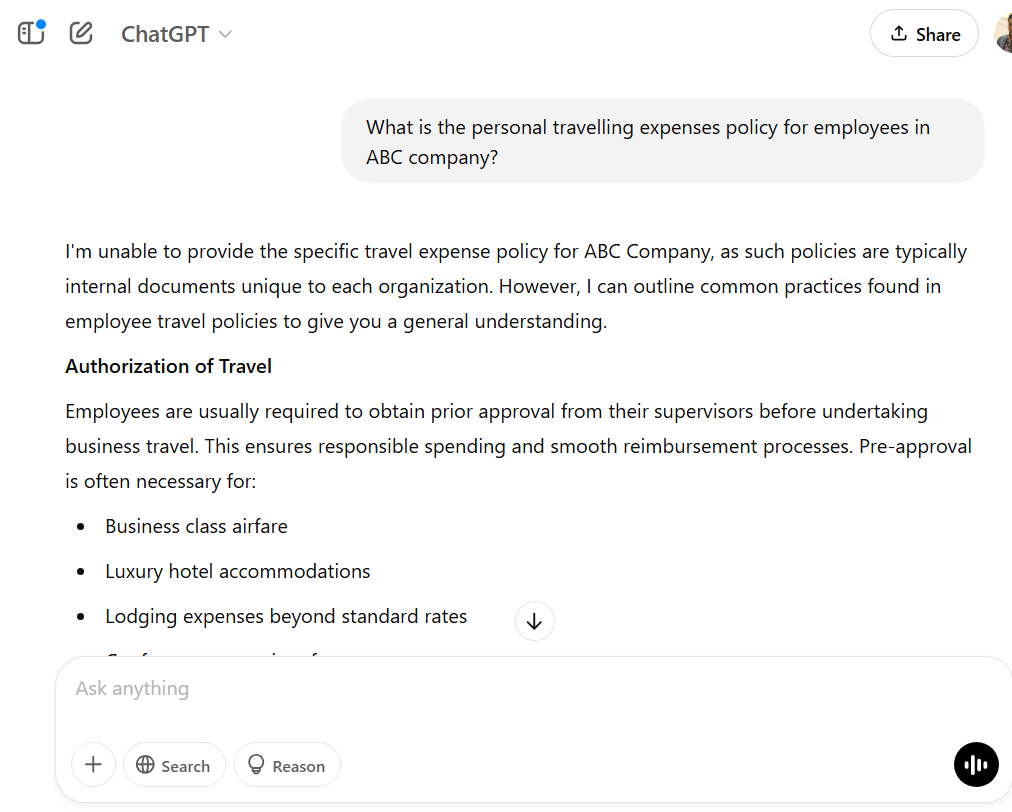 ChatGPT
Share
What is the personal travelling expenses policy for employees in
ABC company?
I'm unable to provide the specific travel expense policy for ABC Company, as such policies are typically
internal documents unique to each organization. However, I can outline common practices found in
employee travel policies to give you a general understanding.
Authorization of Travel
Employees are usually required to obtain prior approval from their supervisors before undertaking
business travel. This ensures responsible spending and smooth reimbursement processes. Pre-approval
is often necessary for:
• Business class airfare
• Luxury hotel accommodations
• Lodging expenses beyond standard rates
Ask anything
Search
Reason